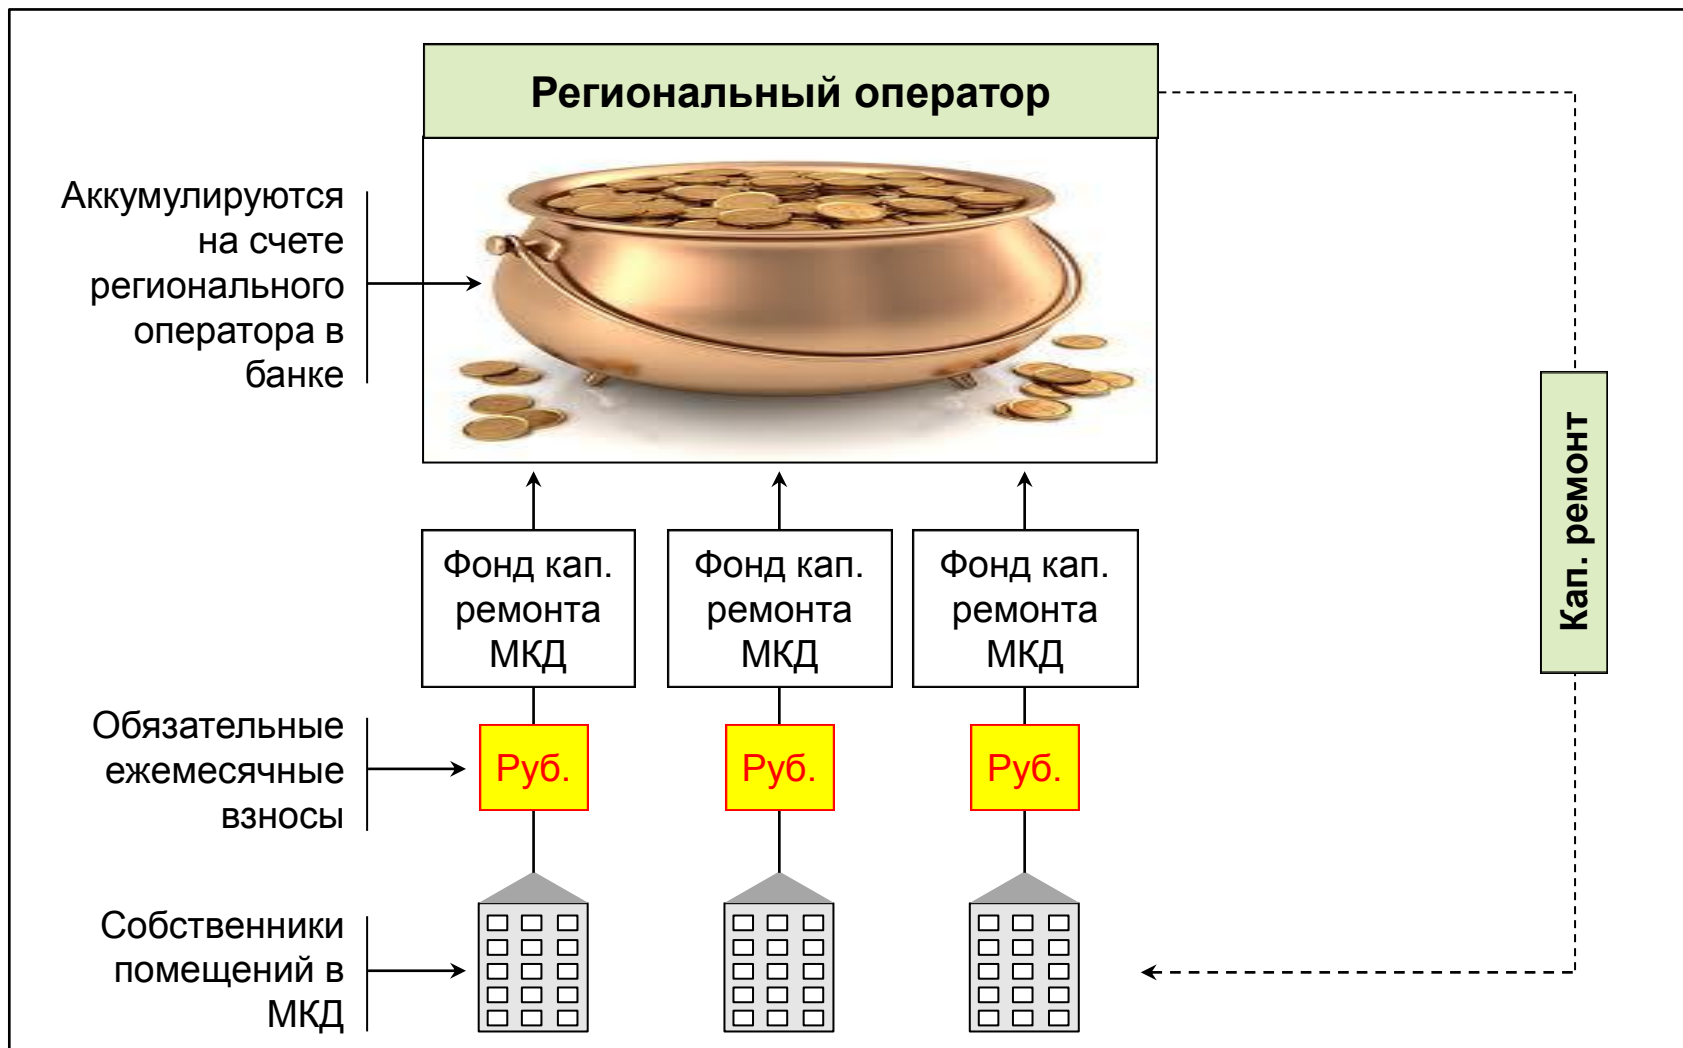 Региональный оператор
Аккумулируются
на счете
регионального
оператора в
банке
Кап. ремонт
Фонд кап.
ремонта
МКД
Фонд кап.
ремонта
МКД
Фонд кап.
ремонта
МКД
Обязательные
ежемесячные
взносы
Руб.
Руб.
Руб.
Собственники
помещений в
МКД